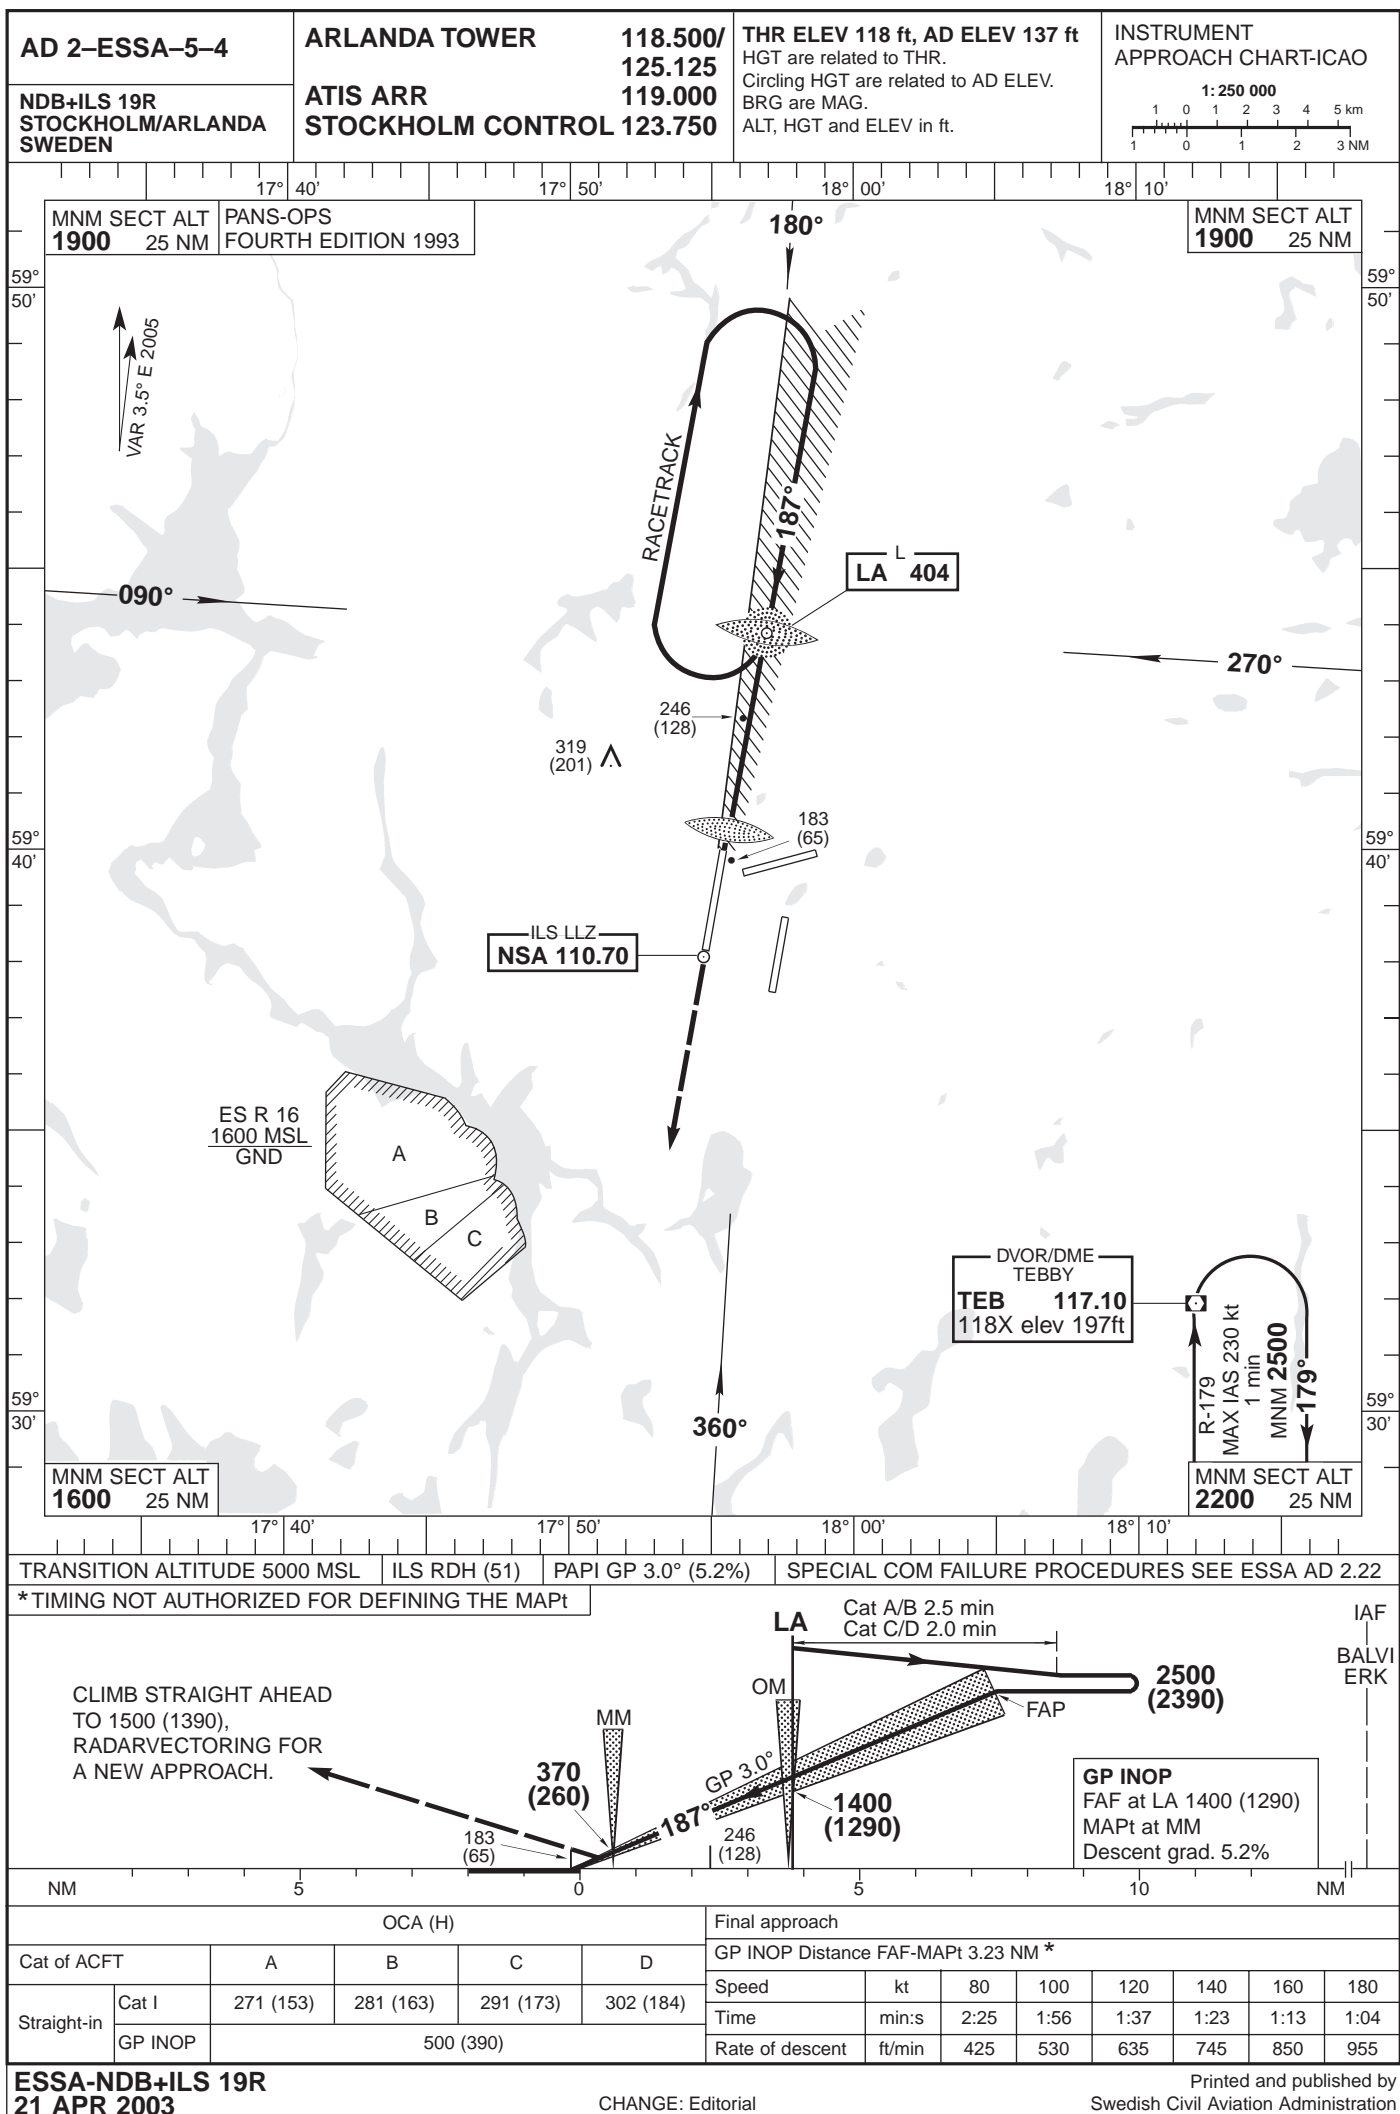 AD 2–ESSA–5–4
NDB+ILS 19R
STOCKHOLM/ARLANDA
SWEDEN
ARLANDA TOWER 118.500/
125.125
ATIS ARR 119.000
STOCKHOLM CONTROL 123.750
THR ELEV 118 ft, AD ELEV 137 ft
HGT are related to THR.
Circling HGT are related to AD ELEV.
BRG are MAG.
ALT, HGT and ELEV in ft.
INSTRUMENT
APPROACH CHART-ICAO
1: 250 000
1 0 1 2 3 4 5 km
1 0 1 2 3 NM
17° 40’ 17° 50’ 18° 00’ 18° 10’
MNM SECT ALT
1900 25 NM
PANS-OPS
FOURTH EDITION 1993
180°
MNM SECT ALT
1900 25 NM
59°
50’
59°
50’
VAR 3.5° E 2005
RACETRACK
187°
L
LA 404
090°
270°
246
(128)
319
(201)
183
(65)
59°
40’
59°
40’
ILS LLZ
NSA 110.70
ES R 16
1600 MSL
GND
A
B
C
DVOR/DME
TEBBY
TEB 117.10
118X elev 197ft
R-179
MAX IAS 230 kt
1 min
MNM 2500
179°
59°
30’
59°
30’
360°
MNM SECT ALT
1600 25 NM
MNM SECT ALT
2200 25 NM
17° 40’ 17° 50’ 18° 00’ 18° 10’
TRANSITION ALTITUDE 5000 MSL ILS RDH (51) PAPI GP 3.0° (5.2%) SPECIAL COM FAILURE PROCEDURES SEE ESSA AD 2.22
* TIMING NOT AUTHORIZED FOR DEFINING THE MAPt
LA
Cat A/B 2.5 min
Cat C/D 2.0 min
IAF
BALVI
ERK
2500
(2390)
OM
FAP
CLIMB STRAIGHT AHEAD
TO 1500 (1390),
RADARVECTORING FOR
A NEW APPROACH.
MM
370
(260)
GP 3.0°
187°
1400
(1290)
183
(65)
246
(128)
GP INOP
FAF at LA 1400 (1290)
MAPt at MM
Descent grad. 5.2%
NM 5 0 5 10 NM
OCA (H)
Cat of ACFT A B C D
Straight-in
Cat I 271 (153) 281 (163) 291 (173) 302 (184)
GP INOP 500 (390)
Final approach
GP INOP Distance FAF-MAPt 3.23 NM *
Speed kt 80 100 120 140 160 180
Time min:s 2:25 1:56 1:37 1:23 1:13 1:04
Rate of descent ft/min 425 530 635 745 850 955
ESSA-NDB+ILS 19R
21 APR 2003
CHANGE: Editorial
Printed and published by
Swedish Civil Aviation Administration